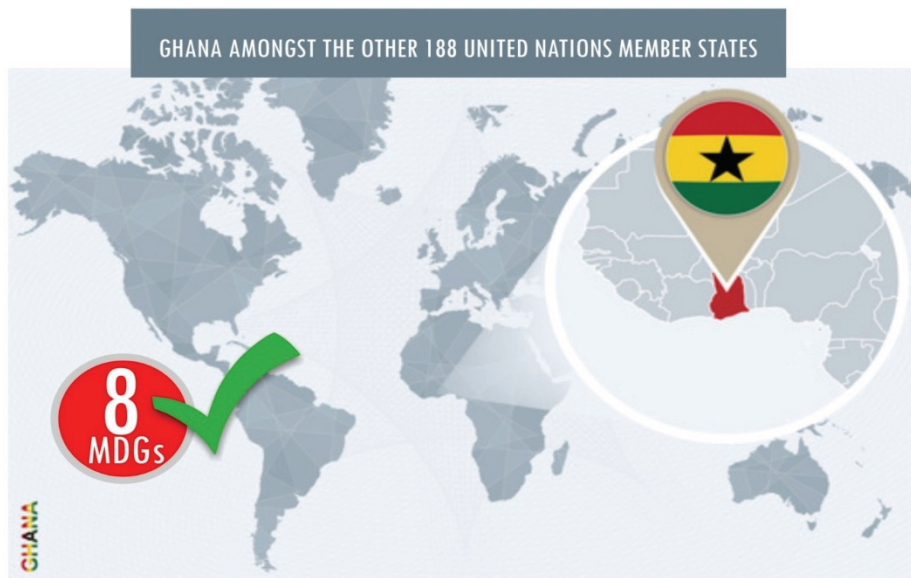 GHANA AMONGST THE OTHER 188 UNITED NATIONS MEMBER STATES
8
MDGs
GHANA